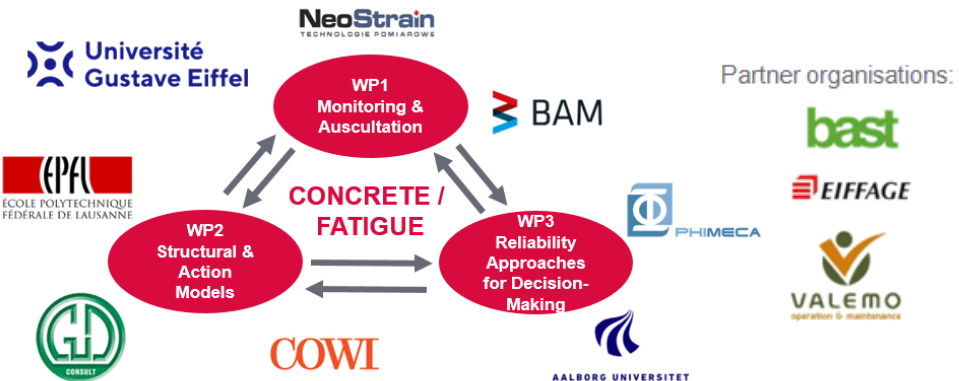 NeoStrain
TECHNOLOGIE POMIAROWE
Université
Gustave Eiffel
WP1
Monitoring &
Auscultation
BAM
Partner organisations:
bast
EIFFAGE
VALEMO
operation & maintenance
EPFL
ÉCOLE POLYTECHNIQUE
FÉDÉRALE DE LAUSANNE
CONCRETE /
FATIGUE
WP2
Structural &
Action
Models
WP3
Reliability
Approaches
for Decision-
Making
PHIMECA
CONSULT
COWI
AALBORG UNIVERSITET